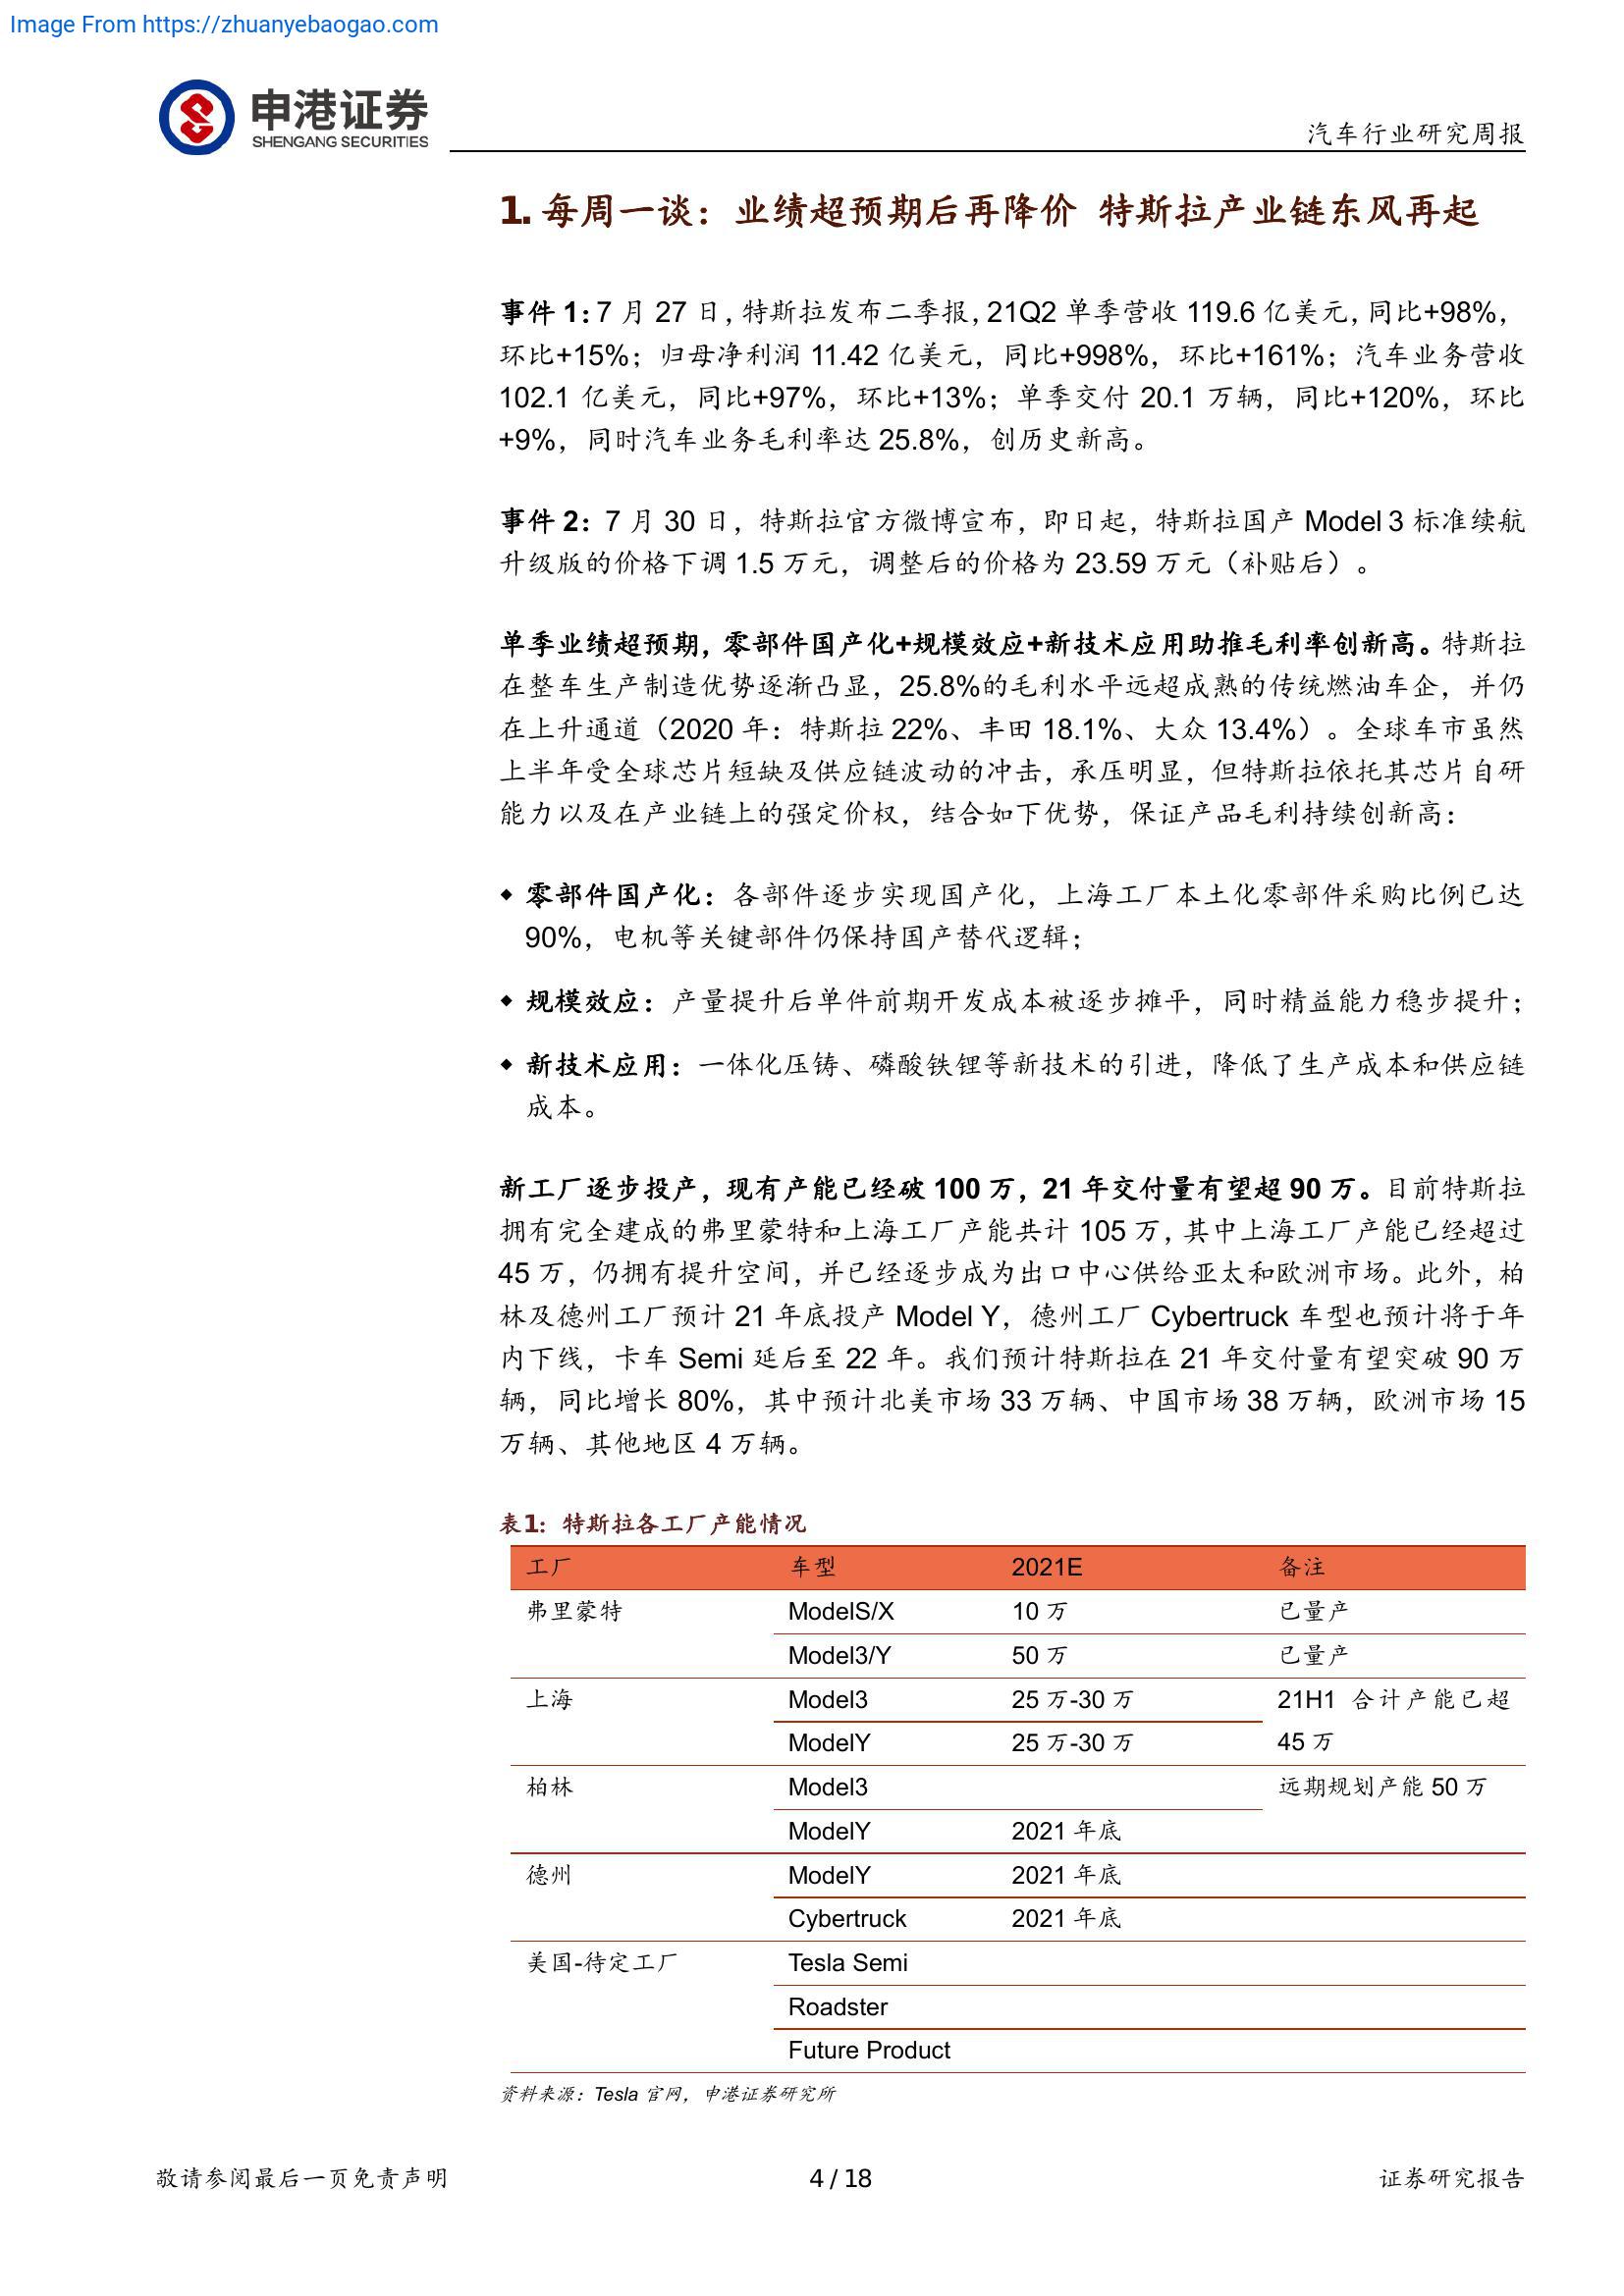 Image From https://zhuanyebaogao.com
申港证券
SHENGANG SECURITIES
汽车行业研究周报
1. 每周一谈：业绩超预期后再降价 特斯拉产业链东风再起
事件 1：7 月 27 日，特斯拉发布二季报，21Q2 单季营收 119.6 亿美元，同比+98%，
环比+15%；归母净利润 11.42 亿美元，同比+998%，环比+161%；汽车业务营收
102.1 亿美元，同比+97%，环比+13%；单季交付 20.1 万辆，同比+120%，环比
+9%，同时汽车业务毛利率达 25.8%，创历史新高。
事件 2：7 月 30 日，特斯拉官方微博宣布，即日起，特斯拉国产 Model 3 标准续航
升级版的价格下调 1.5 万元，调整后的价格为 23.59 万元（补贴后）。
单季业绩超预期，零部件国产化+规模效应+新技术应用助推毛利率创新高。特斯拉
在整车生产制造优势逐渐凸显，25.8%的毛利水平远超成熟的传统燃油车企，并仍
在上升通道（2020 年：特斯拉 22%、丰田 18.1%、大众 13.4%）。全球车市虽然
上半年受全球芯片短缺及供应链波动的冲击，承压明显，但特斯拉依托其芯片自研
能力以及在产业链上的强定价权，结合如下优势，保证产品毛利持续创新高：
◆ 零部件国产化：各部件逐步实现国产化，上海工厂本土化零部件采购比例已达
90%，电机等关键部件仍保持国产替代逻辑；
◆ 规模效应：产量提升后单件前期开发成本被逐步摊平，同时精益能力稳步提升；
◆ 新技术应用：一体化压铸、磷酸铁锂等新技术的引进，降低了生产成本和供应链
成本。
新工厂逐步投产，现有产能已经破 100 万，21 年交付量有望超 90 万。目前特斯拉
拥有完全建成的弗里蒙特和上海工厂产能共计 105 万，其中上海工厂产能已经超过
45 万，仍拥有提升空间，并已经逐步成为出口中心供给亚太和欧洲市场。此外，柏
林及德州工厂预计 21 年底投产 Model Y，德州工厂 Cybertruck 车型也预计将于年
内下线，卡车 Semi 延后至 22 年。我们预计特斯拉在 21 年交付量有望突破 90 万
辆，同比增长 80%，其中预计北美市场 33 万辆、中国市场 38 万辆，欧洲市场 15
万辆、其他地区 4 万辆。
表1：特斯拉各工厂产能情况
工厂 车型 2021E 备注
弗里蒙特 ModelS/X 10 万 已量产
Model3/Y 50 万 已量产
上海 Model3 25 万-30 万 21H1 合计产能已超
ModelY 25 万-30 万 45 万
柏林 Model3 远期规划产能 50 万
ModelY 2021 年底
德州 ModelY 2021 年底
Cybertruck 2021 年底
美国-待定工厂 Tesla Semi
Roadster
Future Product
资料来源：Tesla 官网，申港证券研究所
敬请参阅最后一页免责声明 4 / 18 证券研究报告